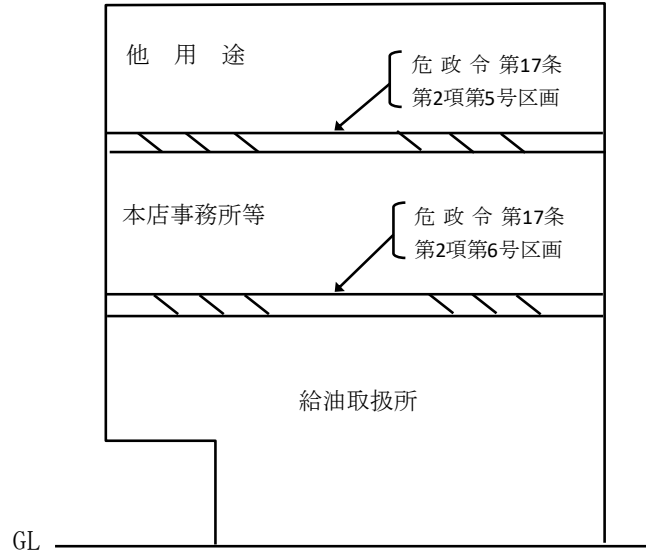 他 用 途
危 政 令 第17条
第2項第5号区画
本店事務所等
危 政 令 第17条
第2項第6号区画
給油取扱所
GL